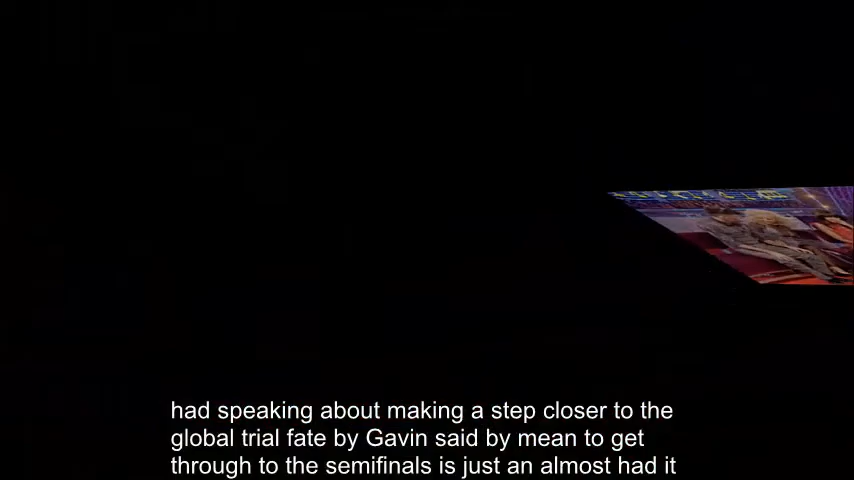 had speaking about making a step closer to the
global trial fate by Gavin said by mean to get
through to the semifinals is just an almost had it